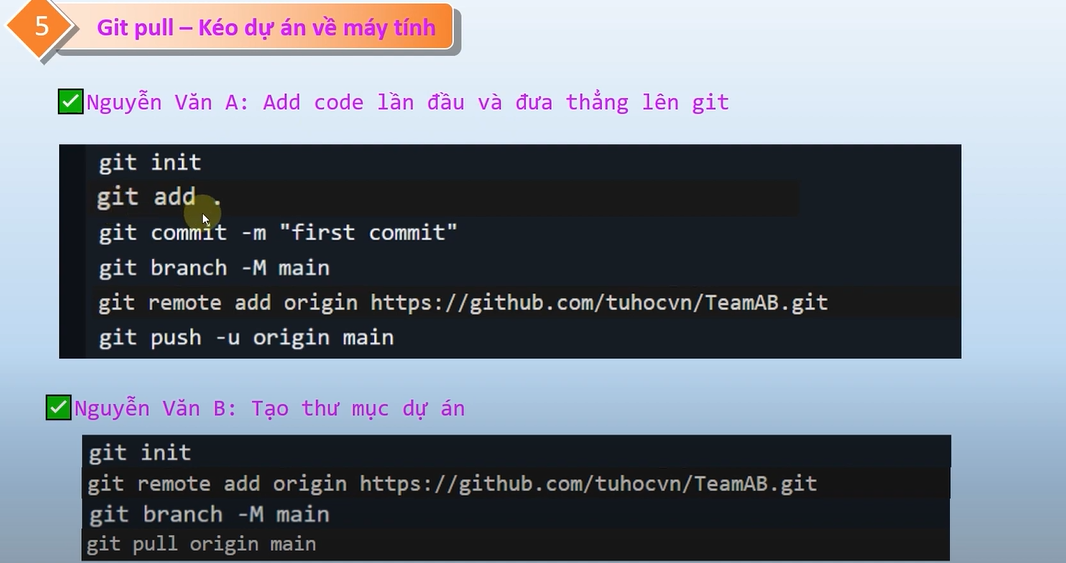 5
Git pull – Kéo dự án về máy tính
Nguyễn Văn A: Add code lần đầu và đưa thẳng lên git
git init
git add .
git commit -m "first commit"
git branch -M main
git remote add origin https://github.com/tuhocvn/TeamAB.git
git push -u origin main
Nguyễn Văn B: Tạo thư mục dự án
git init
git remote add origin https://github.com/tuhocvn/TeamAB.git
git branch -M main
git pull origin main